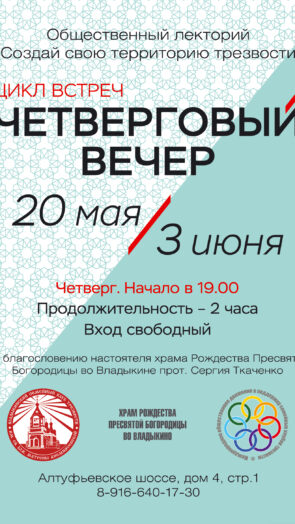 Общественный лекторий
Создай свою территорию трезвости
ЦИКЛ ВСТРЕЧ
ЧЕТВЕРГОВЫЙ
ВЕЧЕР
20 мая
3 июня
Четверг. Начало в 19.00
Продолжительность – 2 часа
Вход свободный
благословению настоятеля храма Рождества
Богородицы во Владыкине прот. Сергия Ткаченко
ХРАМ РОЖДЕСТВА
ПРЕСВЯТОЙ БОГОРОДИЦЫ
ВО ВЛАДЫКИНО
Алтуфьевское шоссе, дом 4, стр.1
8-916-640-17-30